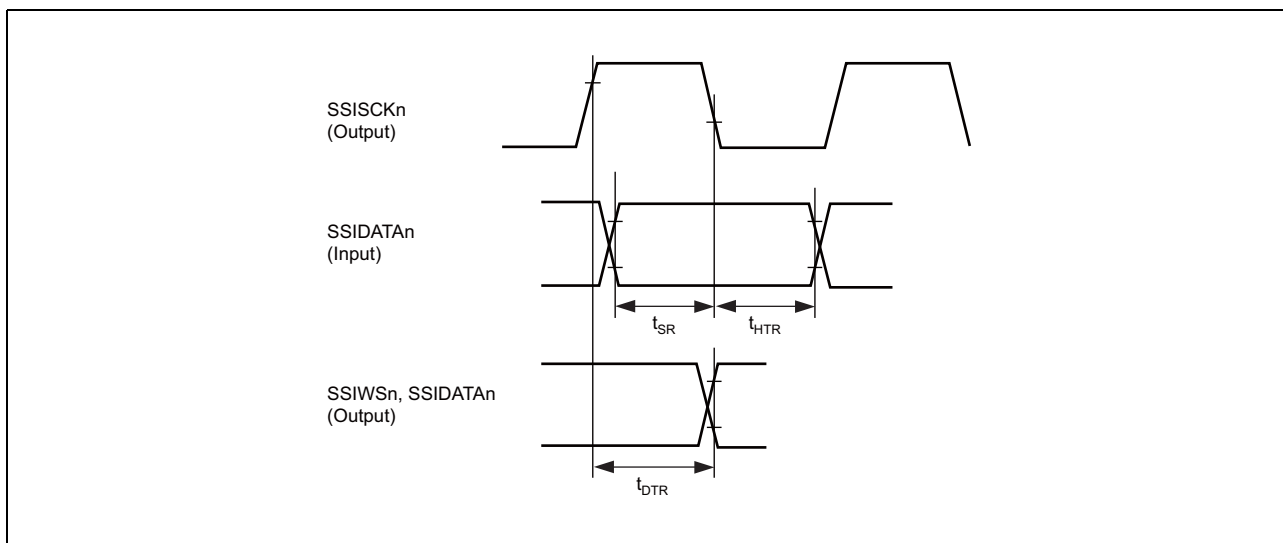 SSISCKn
(Output)
SSIDATAn
(Input)
tSR
tHTR
SSIWSn, SSIDATAn
(Output)
tDTR